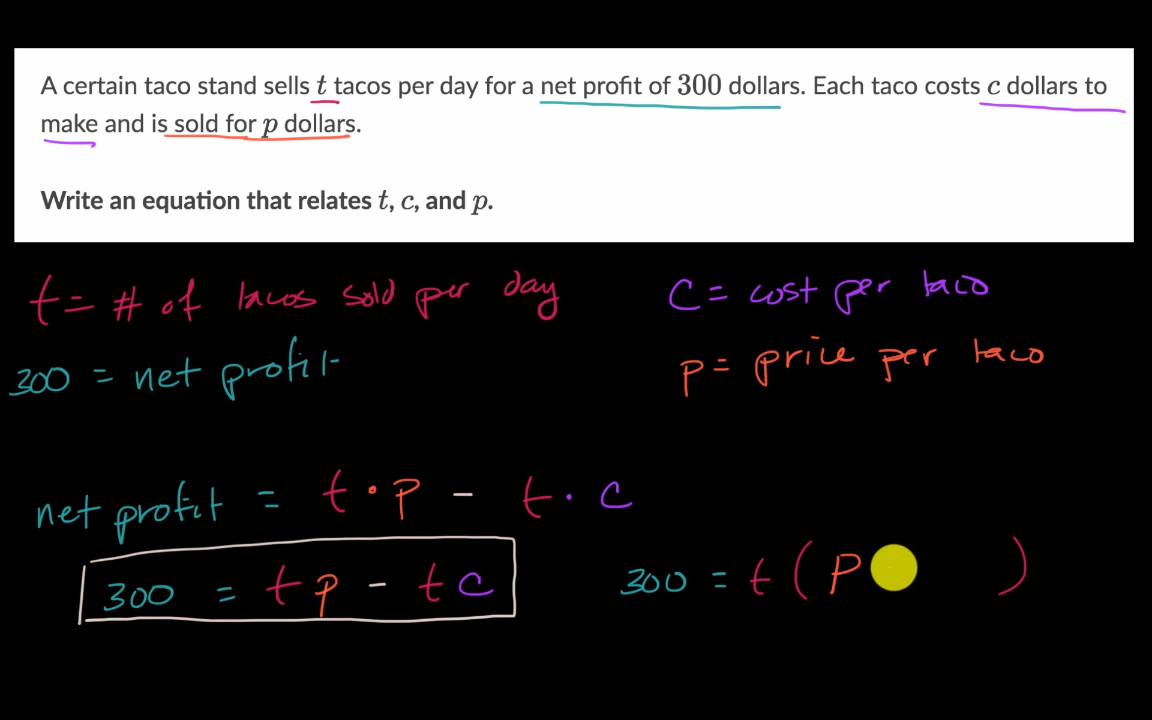 A certain taco stand sells t tacos per day for a net profit of 300 dollars. Each taco costs c dollars to
make and is sold for p dollars.
Write an equation that relates t, c, and p.
t = # of tacos sold per day
c = cost per taco
300 = net profit
p = price per taco
net profit = t · p - t · c
300 = tp - tc
300 = t ( p )